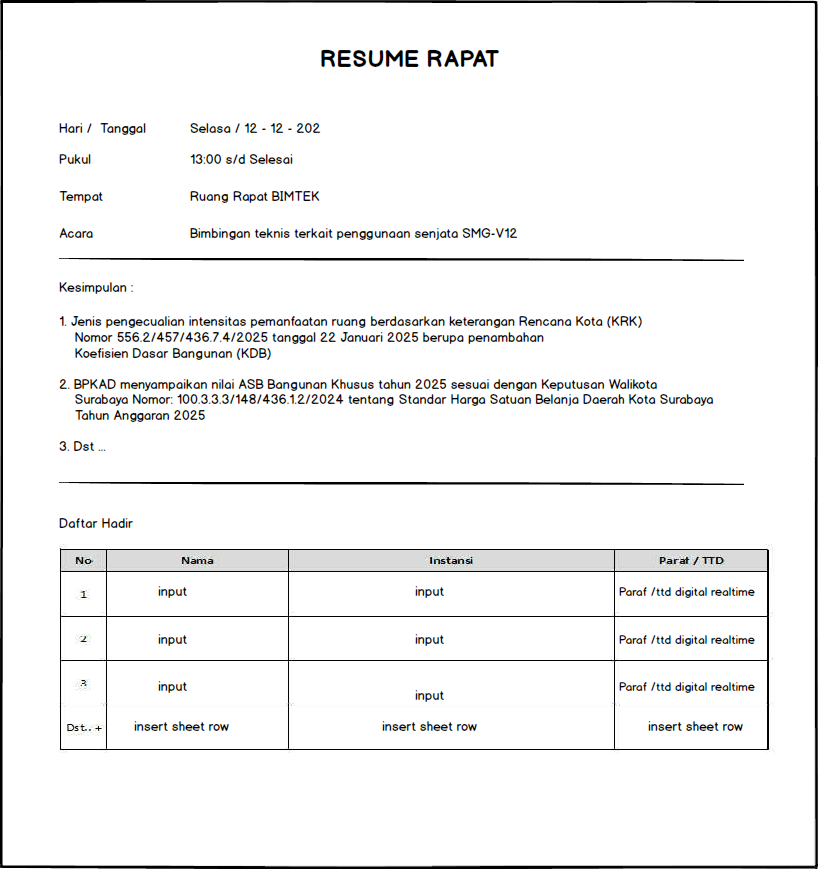 RESUME RAPAT
Hari / Tanggal Selasa / 12 - 12 - 202
Pukul 13:00 s/d Selesai
Tempat Ruang Rapat BIMTEK
Acara Bimbingan teknis terkait penggunaan senjata SMG-V12
Kesimpulan :
1. Jenis pengecualian intensitas pemanfaatan ruang berdasarkan keterangan Rencana Kota (KRK)
Nomor 556.2/457/436.7.4/2025 tanggal 22 Januari 2025 berupa penambahan
Koefisien Dasar Bangunan (KDB)
2. BPKAD menyampaikan nilai ASB Bangunan Khusus tahun 2025 sesuai dengan Keputusan Walikota
Surabaya Nomor: 100.3.3.3/148/436.1.2/2024 tentang Standar Harga Satuan Belanja Daerah Kota Surabaya
Tahun Anggaran 2025
3. Dst ...
Daftar Hadir
No Nama Instansi Paraf / TTD
1 input input Paraf /ttd digital realtime
2 input input Paraf /ttd digital realtime
3 input input Paraf /ttd digital realtime
Dst.. + insert sheet row insert sheet row insert sheet row